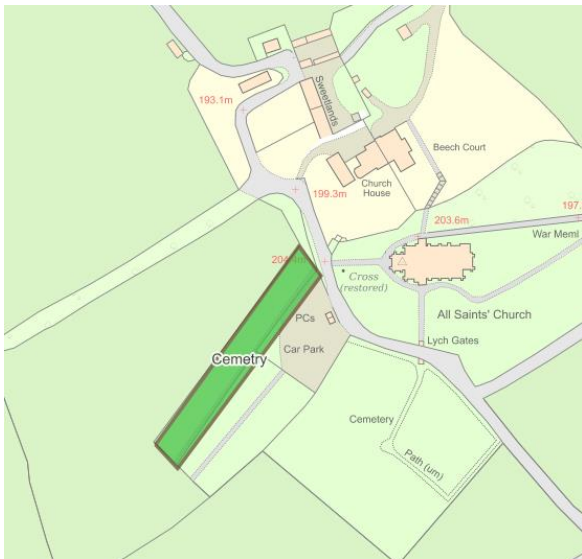 193.1m
Sweetlands
Beech Court
199.3m
Church
House
203.6m
197.
War Meml
Cross
(restored)
All Saints' Church
PCs
Lych Gates
Car Park
Cemetry
Cemetery
Path (um)